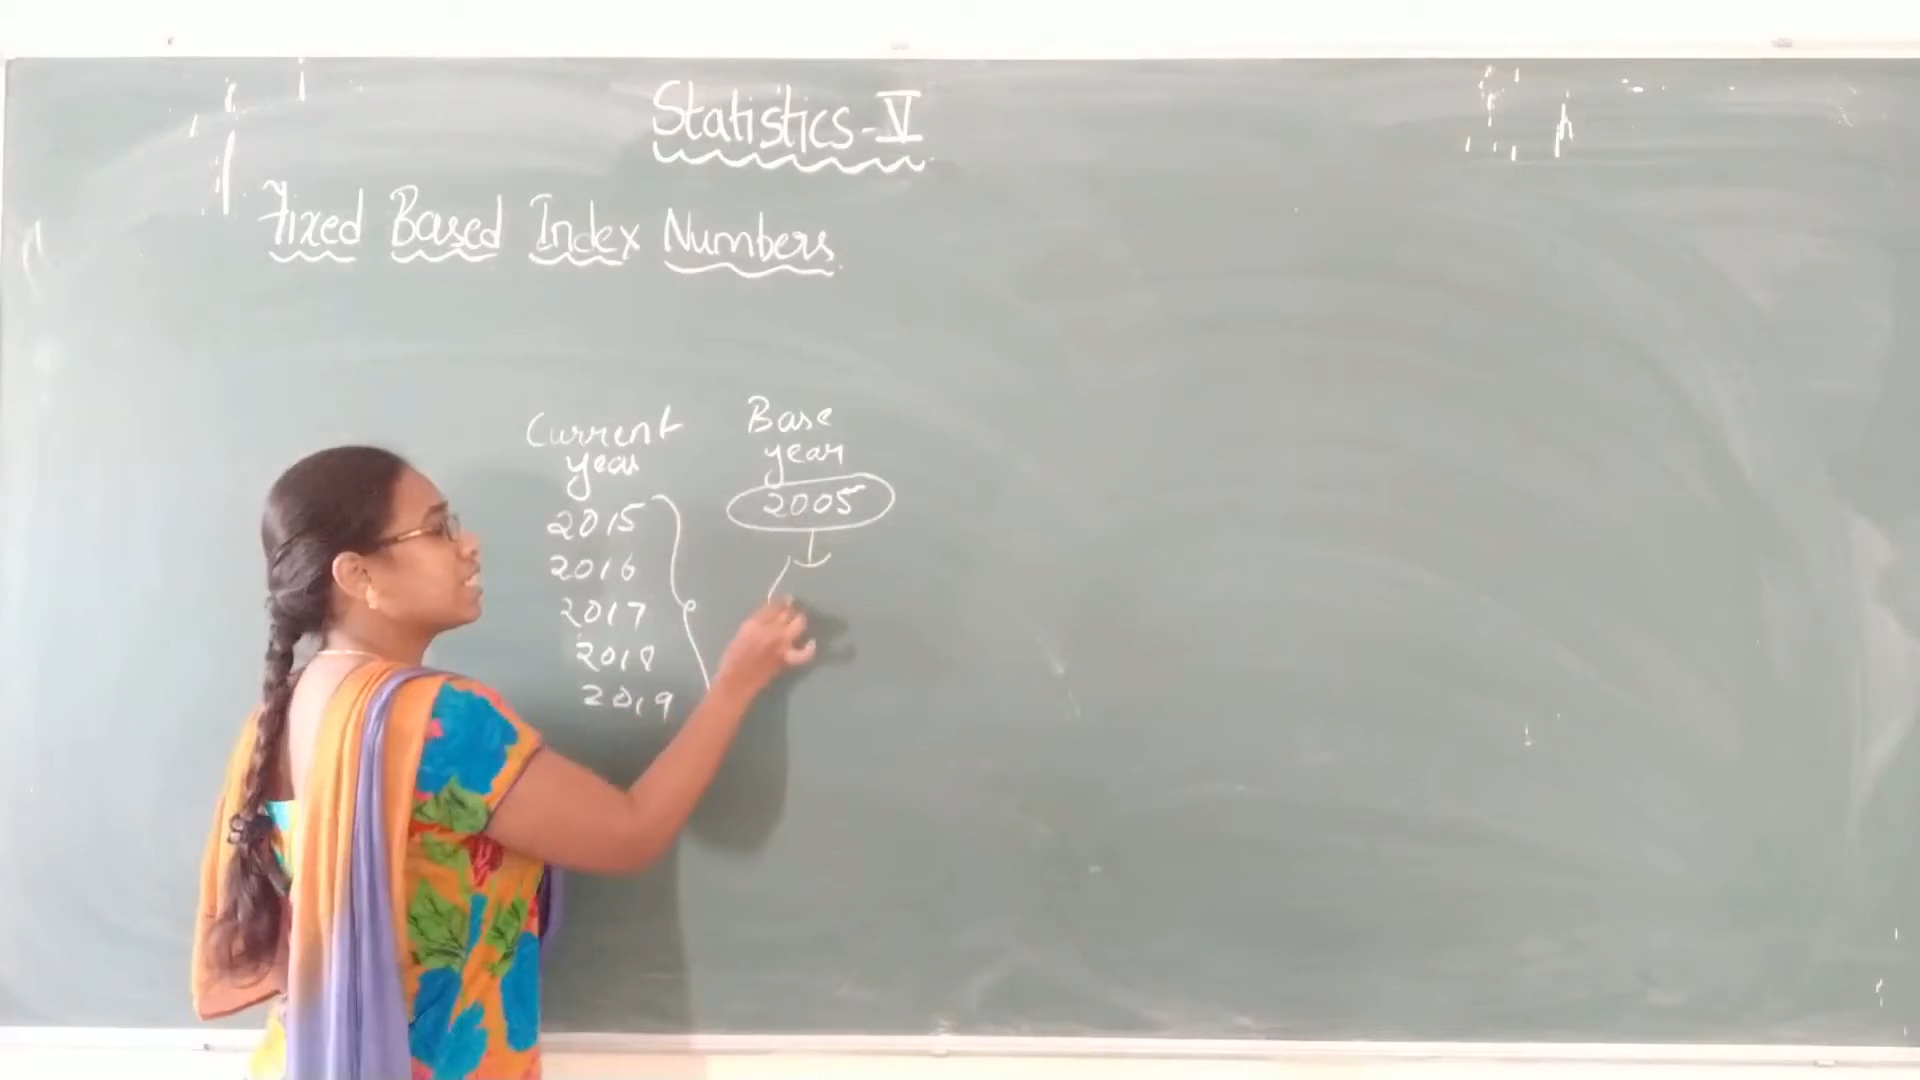 Statistics-V
Fixed Based Index Numbers
Current year
2015
2016
2017
2018
2019
Base year
2005